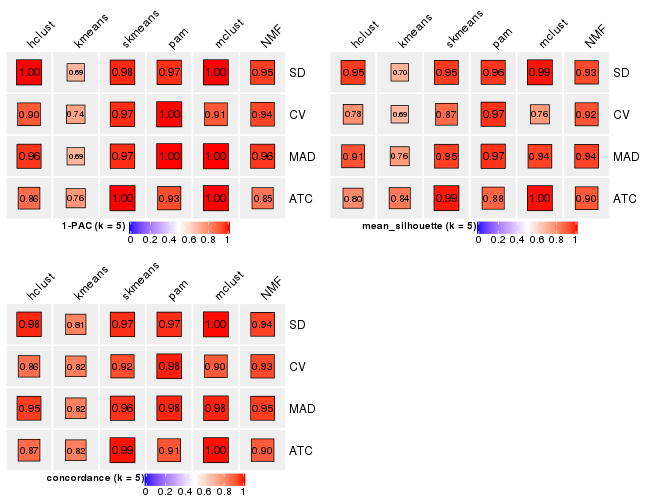 hclust kmeans skmeans pam mclust NMF
1.00 0.69 0.98 0.97 1.00 0.95 SD
0.90 0.74 0.97 1.00 0.91 0.94 CV
0.96 0.69 0.97 1.00 1.00 0.96 MAD
0.86 0.76 1.00 0.93 1.00 0.85 ATC
1-PAC (k = 5)
0 0.2 0.4 0.6 0.8 1
hclust kmeans skmeans pam mclust NMF
0.95 0.70 0.95 0.96 0.99 0.93 SD
0.78 0.69 0.87 0.97 0.76 0.92 CV
0.91 0.76 0.95 0.97 0.94 0.94 MAD
0.80 0.84 0.99 0.88 1.00 0.90 ATC
mean_silhouette (k = 5)
0 0.2 0.4 0.6 0.8 1
hclust kmeans skmeans pam mclust NMF
0.98 0.81 0.97 0.97 1.00 0.94 SD
0.86 0.82 0.92 0.98 0.90 0.93 CV
0.95 0.82 0.96 0.98 0.98 0.95 MAD
0.87 0.82 0.99 0.91 1.00 0.90 ATC
concordance (k = 5)
0 0.2 0.4 0.6 0.8 1